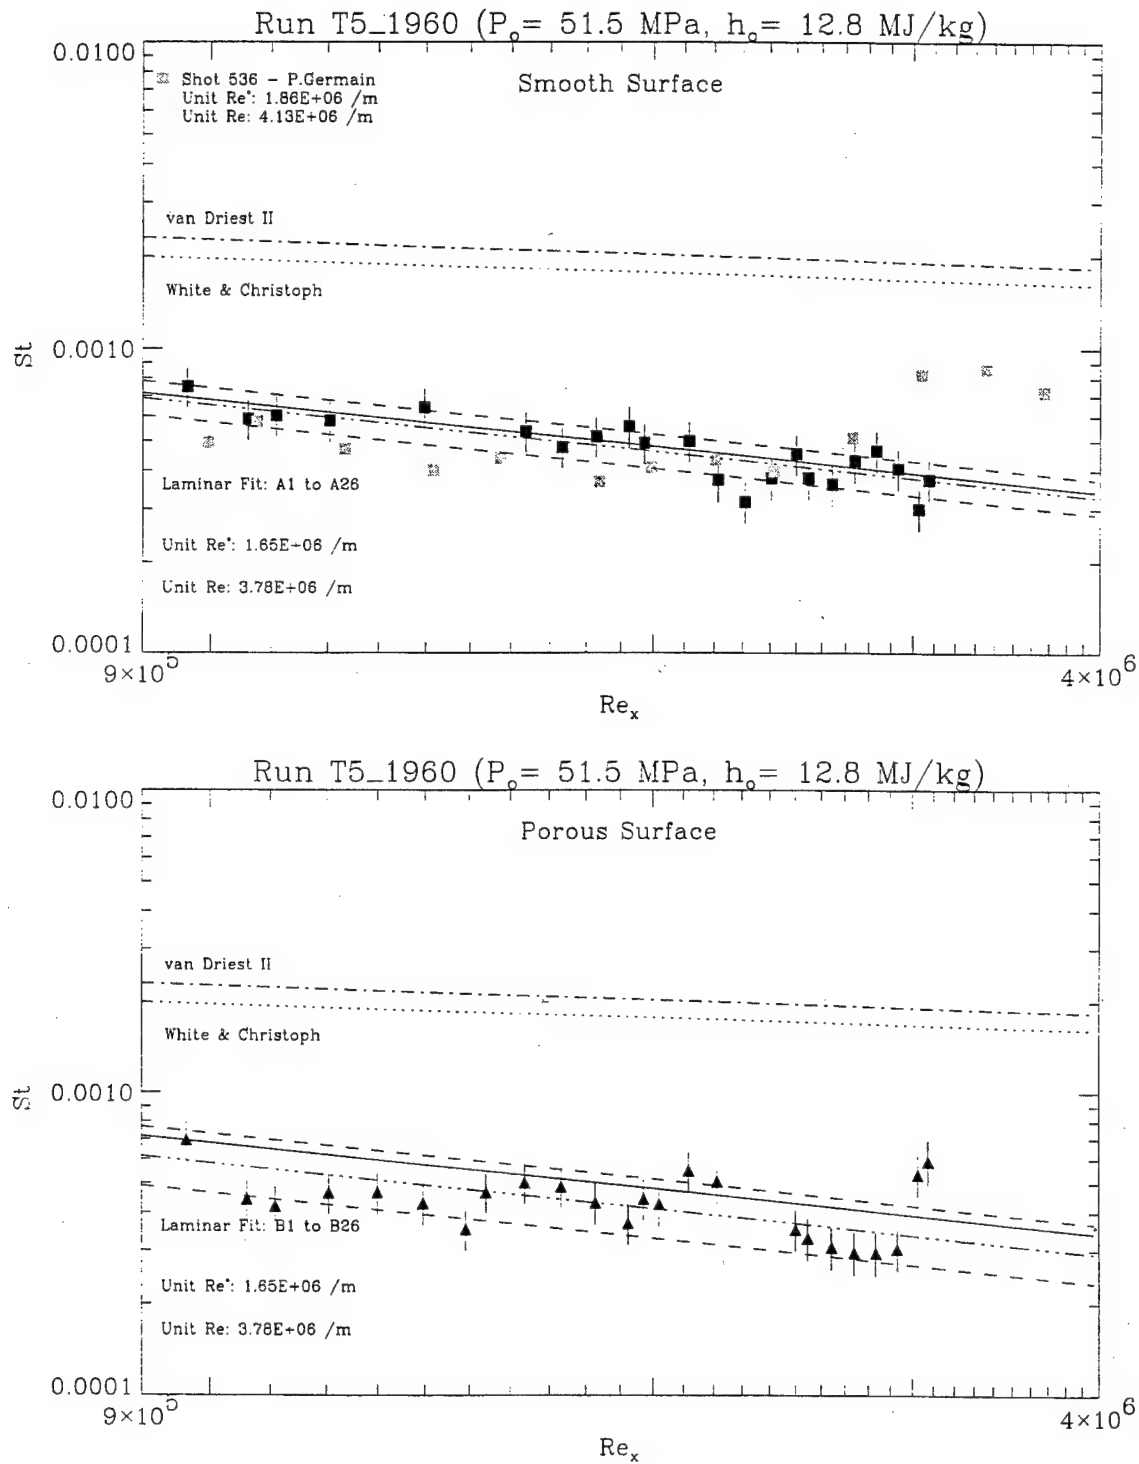 Run T5_1960 (Pₒ= 51.5 MPa, hₒ= 12.8 MJ/kg)
0.0100
Shot 536 - P.Germain
Unit Re*: 1.86E+06 /m
Unit Re: 4.13E+06 /m
Smooth Surface
van Driest II
White & Christoph
St
0.0010
Laminar Fit: A1 to A26
Unit Re*: 1.65E+06 /m
Unit Re: 3.78E+06 /m
0.0001
9×10⁵
4×10⁶
Reₓ
Run T5_1960 (Pₒ= 51.5 MPa, hₒ= 12.8 MJ/kg)
0.0100
Porous Surface
van Driest II
White & Christoph
St
0.0010
Laminar Fit: B1 to B26
Unit Re*: 1.65E+06 /m
Unit Re: 3.78E+06 /m
0.0001
9×10⁵
4×10⁶
Reₓ